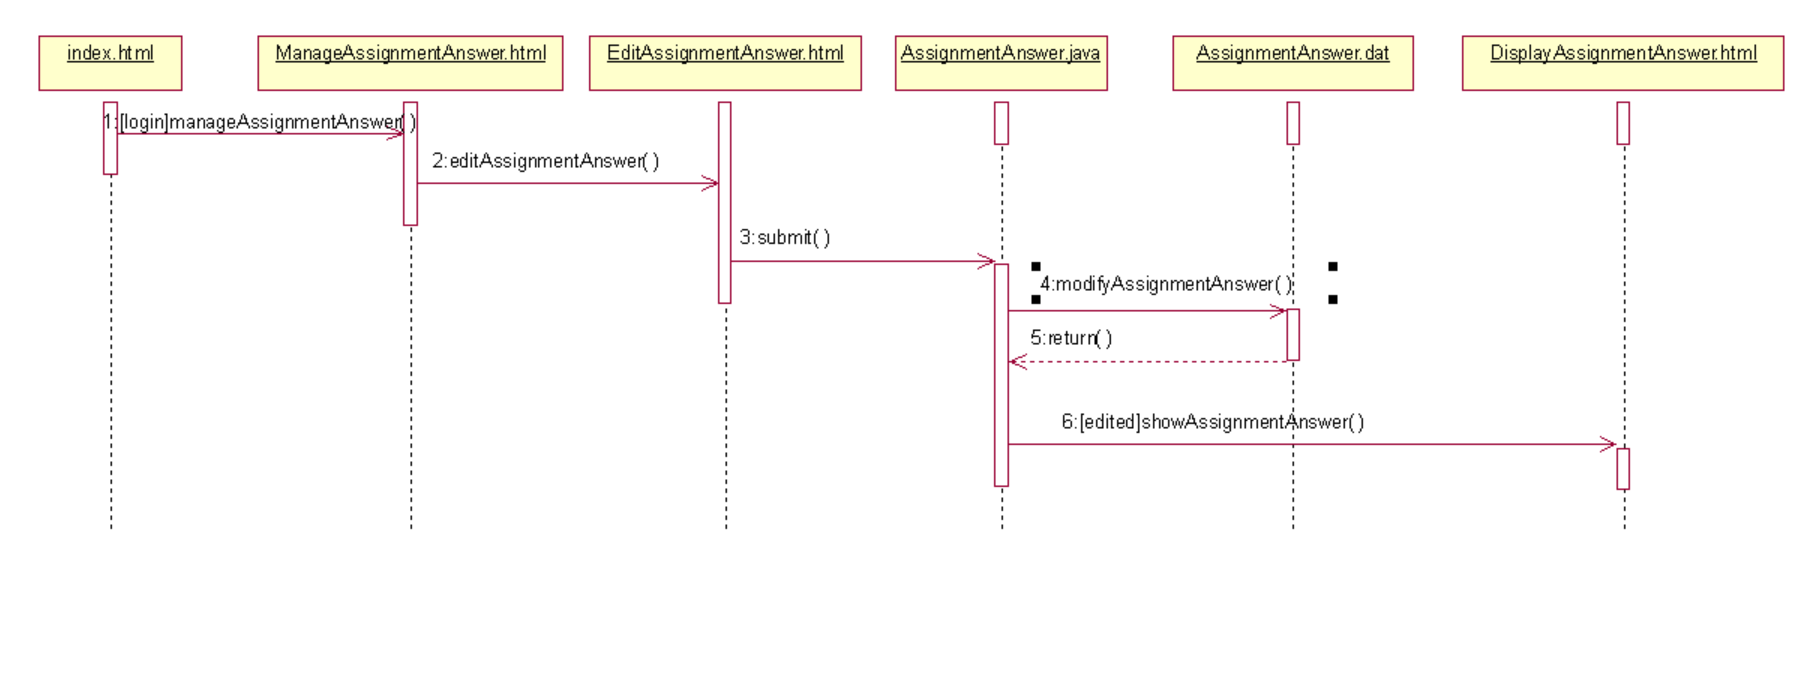 index.html
ManageAssignmentAnswer.html
EditAssignmentAnswer.html
AssignmentAnswer.java
AssignmentAnswer.dat
DisplayAssignmentAnswer.html
1:[login]manageAssignmentAnswer( )
2:editAssignmentAnswer( )
3:submit( )
4:modifyAssignmentAnswer( )
5:return( )
6:[edited]showAssignmentAnswer( )